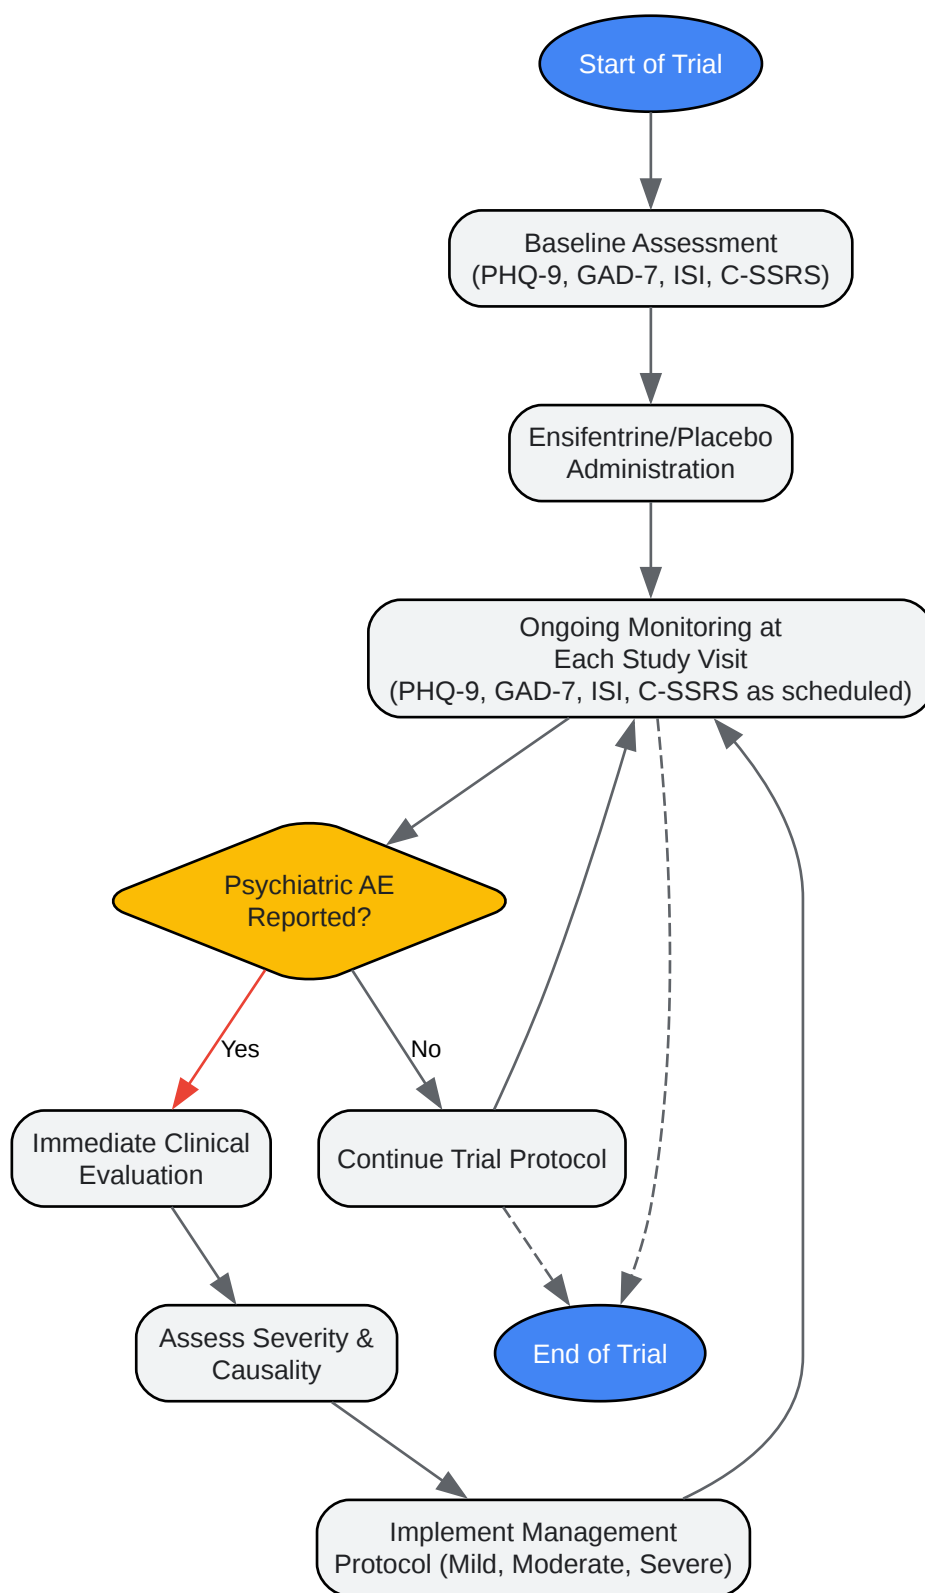 Start of Trial
Baseline Assessment
(PHQ-9, GAD-7, ISI, C-SSRS)
Ensifentrine/Placebo
Administration
Ongoing Monitoring at
Each Study Visit
(PHQ-9, GAD-7, ISI, C-SSRS as scheduled)
Psychiatric AE
Reported?
Yes
No
Immediate Clinical
Evaluation
Continue Trial Protocol
Assess Severity &
Causality
End of Trial
Implement Management
Protocol (Mild, Moderate, Severe)